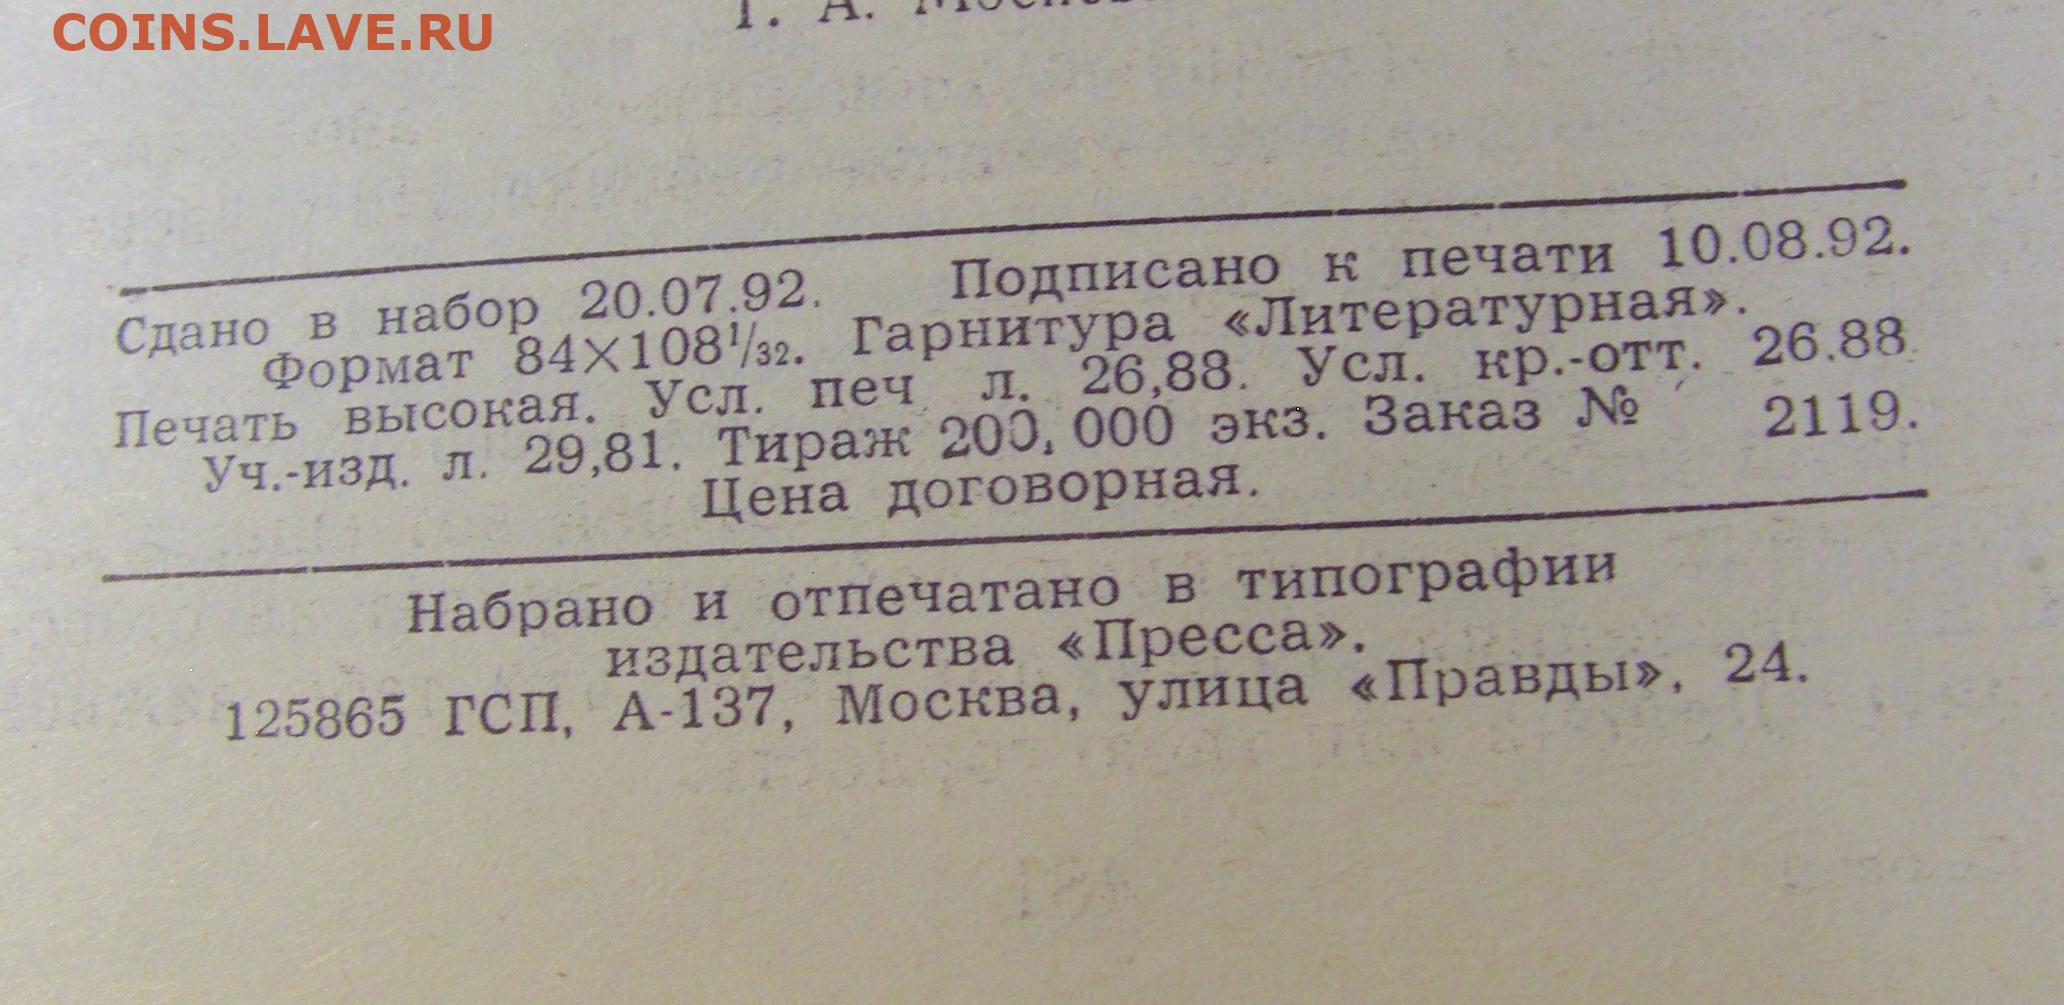 COINS.LAVE.RU
Т. А.
Сдано в набор 20.07.92. Подписано к печати 10.08.92.
Формат 84×108¹/₃₂. Гарнитура «Литературная».
Печать высокая. Усл. печ л. 26,88. Усл. кр.-отт. 26.88
Уч.-изд. л. 29,81. Тираж 200,000 экз. Заказ № 2119.
Цена договорная.
Набрано и отпечатано в типографии
издательства «Пресса».
125865 ГСП, А-137, Москва, улица «Правды», 24.